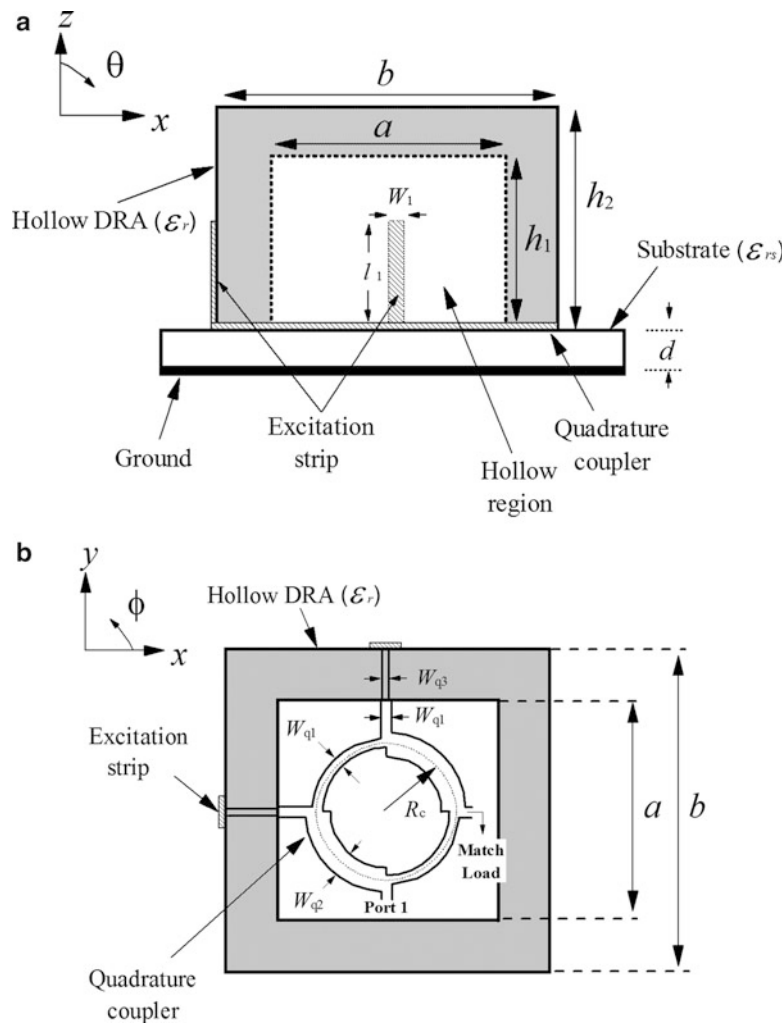 a
z
θ
x
b
a
W₁
l₁
h₁
h₂
Hollow DRA (εr)
Substrate (εrs)
d
Excitation
strip
Ground
Hollow
region
Quadrature
coupler
b
y
ϕ
x
Hollow DRA (εr)
Wq3
Wq1
Wq1
Excitation
strip
Rc
a
b
Match
Load
Wq2
Port 1
Quadrature
coupler